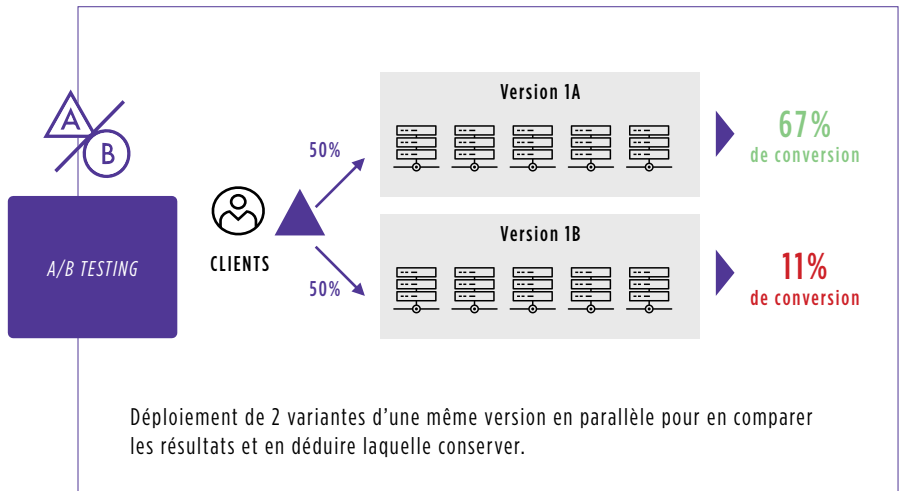 A
B
A/B TESTING
CLIENTS
50%
50%
Version 1A
67%
de conversion
Version 1B
11%
de conversion
Déploiement de 2 variantes d’une même version en parallèle pour en comparer
les résultats et en déduire laquelle conserver.